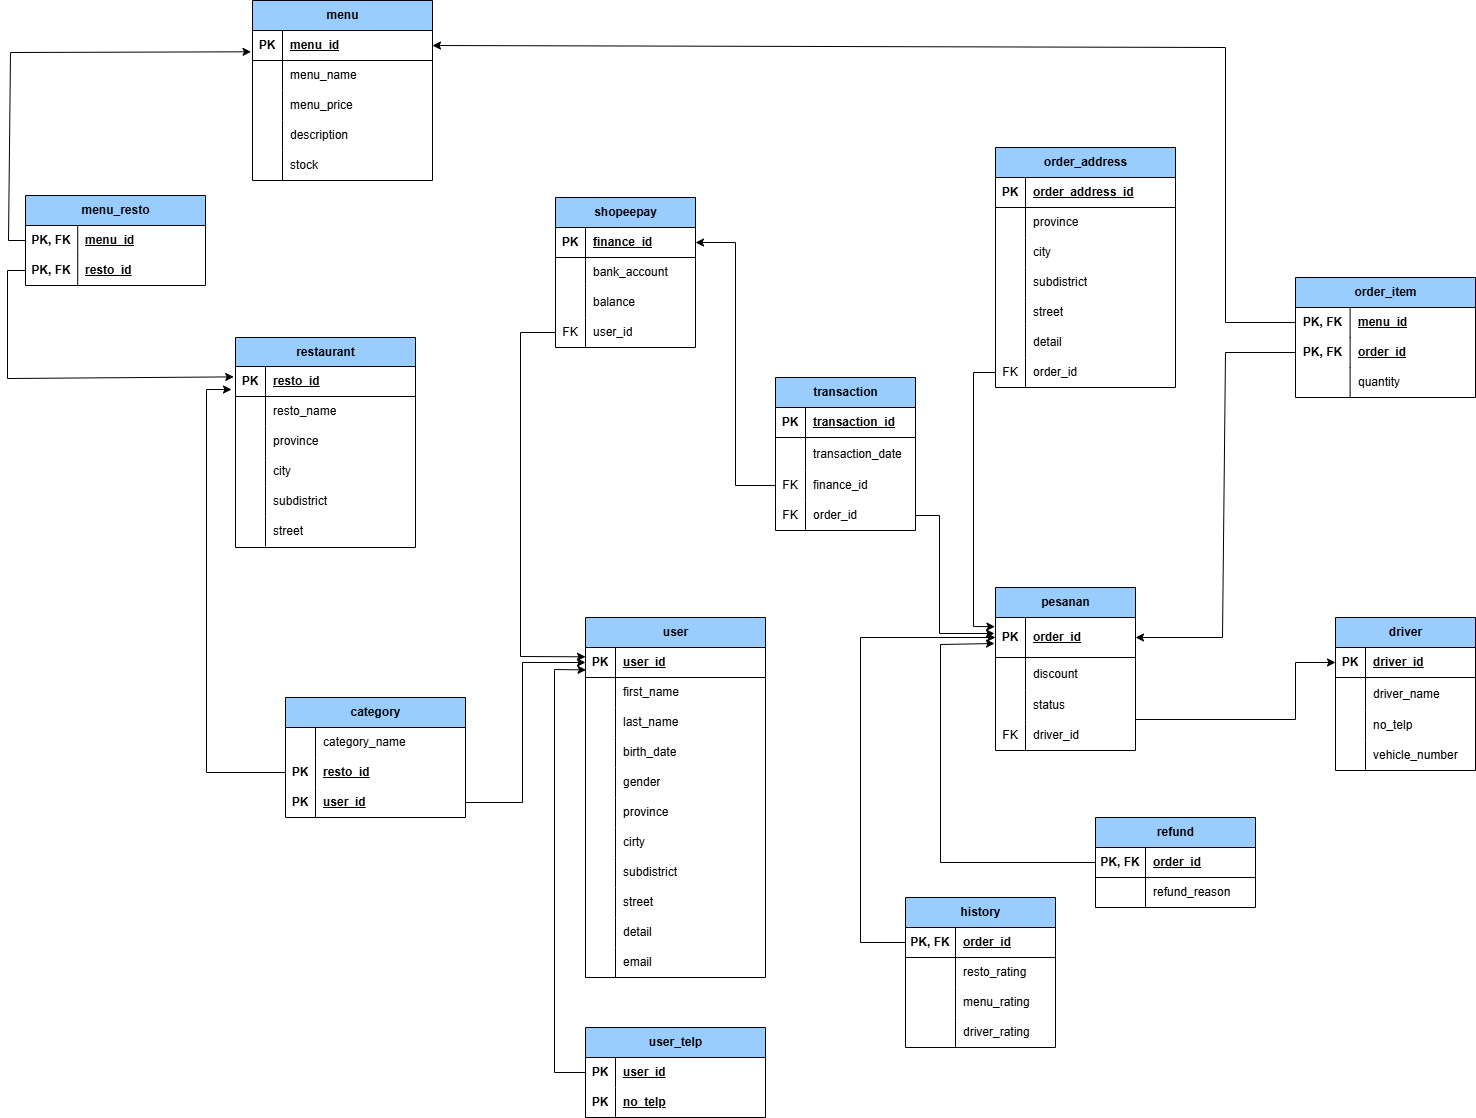 menu
PK menu_id
menu_name
menu_price
description
stock
menu_resto
PK, FK menu_id
PK, FK resto_id
restaurant
PK resto_id
resto_name
province
city
subdistrict
street
shopeepay
PK finance_id
bank_account
balance
FK user_id
transaction
PK transaction_id
transaction_date
FK finance_id
FK order_id
order_address
PK order_address_id
province
city
subdistrict
street
detail
FK order_id
order_item
PK, FK menu_id
PK, FK order_id
quantity
category
category_name
PK resto_id
PK user_id
user
PK user_id
first_name
last_name
birth_date
gender
province
cirty
subdistrict
street
detail
email
user_telp
PK user_id
PK no_telp
pesanan
PK order_id
discount
status
FK driver_id
driver
PK driver_id
driver_name
no_telp
vehicle_number
refund
PK, FK order_id
refund_reason
history
PK, FK order_id
resto_rating
menu_rating
driver_rating